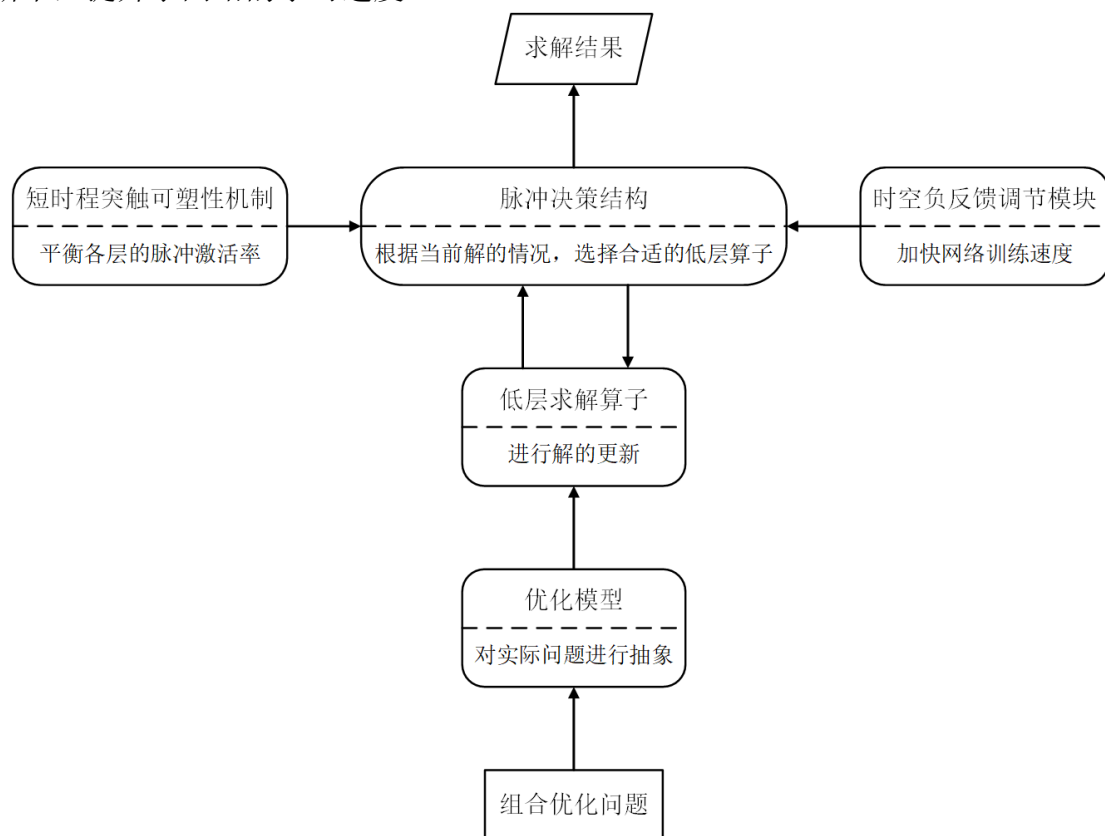 求解结果
短时程突触可塑性机制
平衡各层的脉冲激活率
脉冲决策结构
根据当前解的情况，选择合适的低层算子
时空负反馈调节模块
加快网络训练速度
低层求解算子
进行解的更新
优化模型
对实际问题进行抽象
组合优化问题